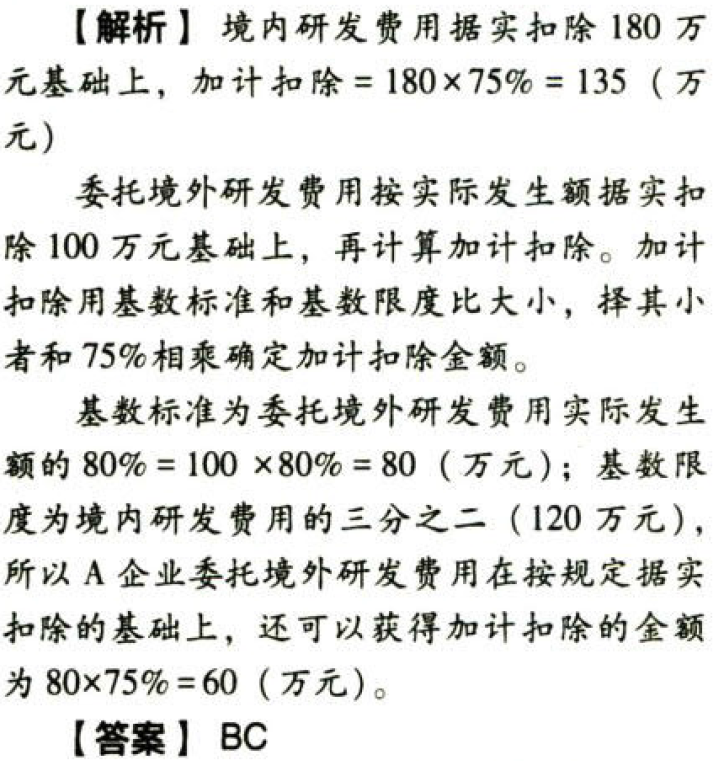 【解析】 境内研发费用据实扣除 180 万
元基础上，加计扣除 = 180×75% = 135 （万
元）
委托境外研发费用按实际发生额据实扣
除 100 万元基础上，再计算加计扣除。加计
扣除用基数标准和基数限度比大小，择其小
者和 75%相乘确定加计扣除金额。
基数标准为委托境外研发费用实际发生
额的 80% = 100 ×80% = 80 （万元）；基数限
度为境内研发费用的三分之二（120 万元），
所以 A 企业委托境外研发费用在按规定据实
扣除的基础上，还可以获得加计扣除的金额
为 80×75% = 60 （万元）。
【答案】 BC